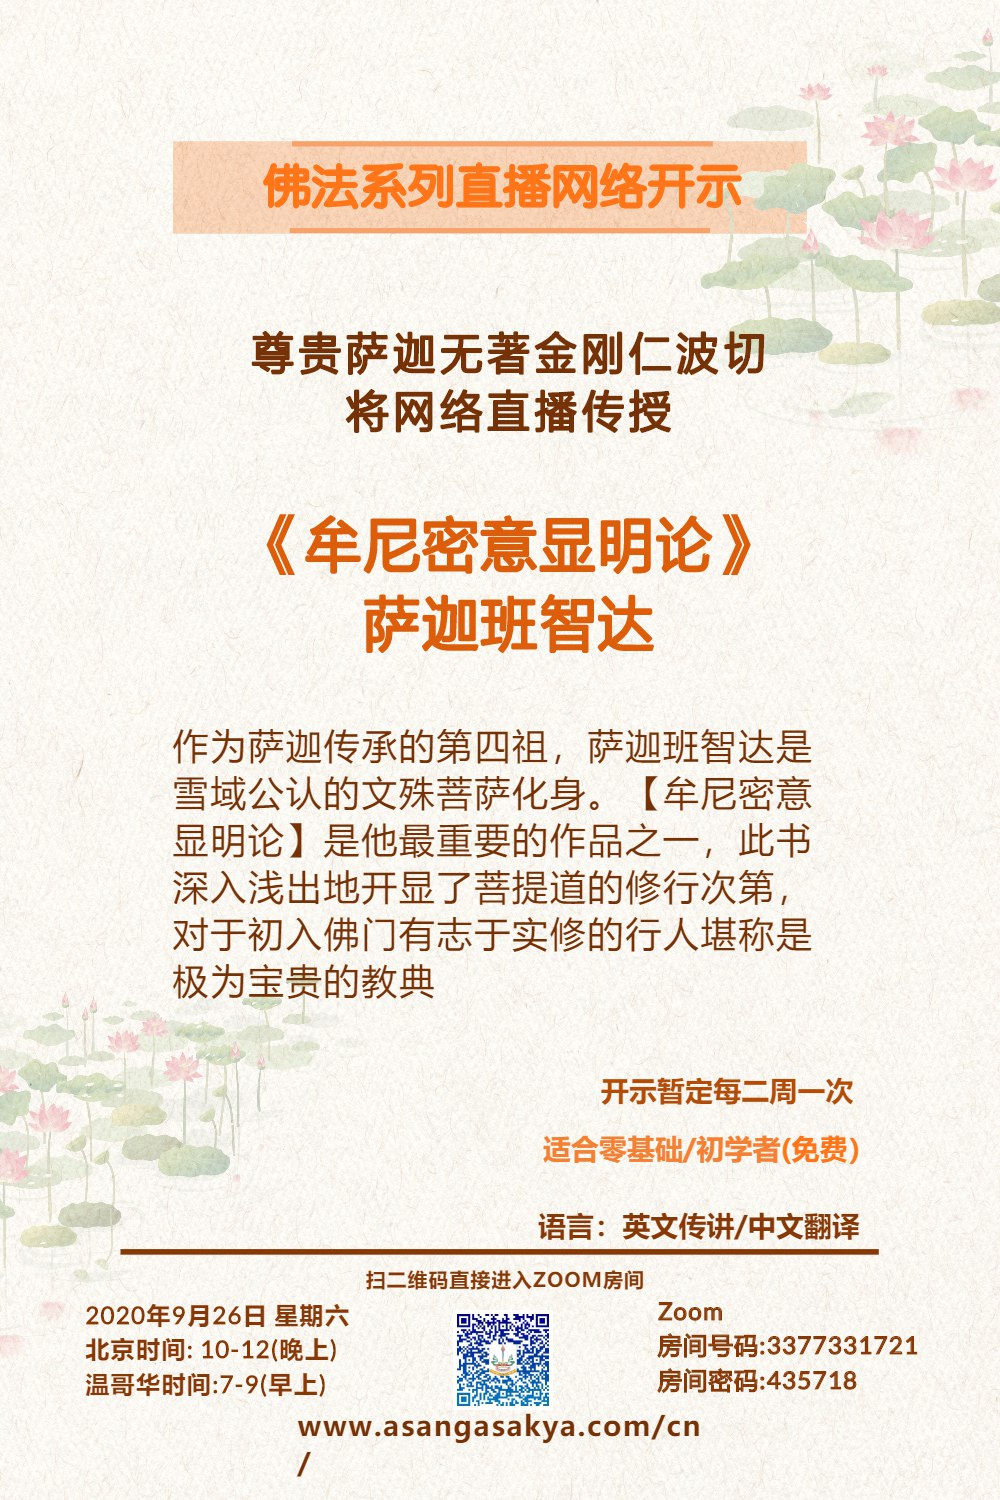 佛法系列直播网络开示
尊贵萨迦无著金刚仁波切
将网络直播传授
《牟尼密意显明论》
萨迦班智达
作为萨迦传承的第四祖，萨迦班智达是
雪域公认的文殊菩萨化身。【牟尼密意
显明论】是他最重要的作品之一，此书
深入浅出地开显了菩提道的修行次第，
对于初入佛门有志于实修的行人堪称是
极为宝贵的教典
开示暂定每二周一次
适合零基础/初学者(免费)
语言：英文传讲/中文翻译
扫二维码直接进入ZOOM房间
2020年9月26日 星期六
北京时间: 10-12(晚上)
温哥华时间:7-9(早上)
Zoom
房间号码:3377331721
房间密码:435718
www.asangasakya.com/cn
/